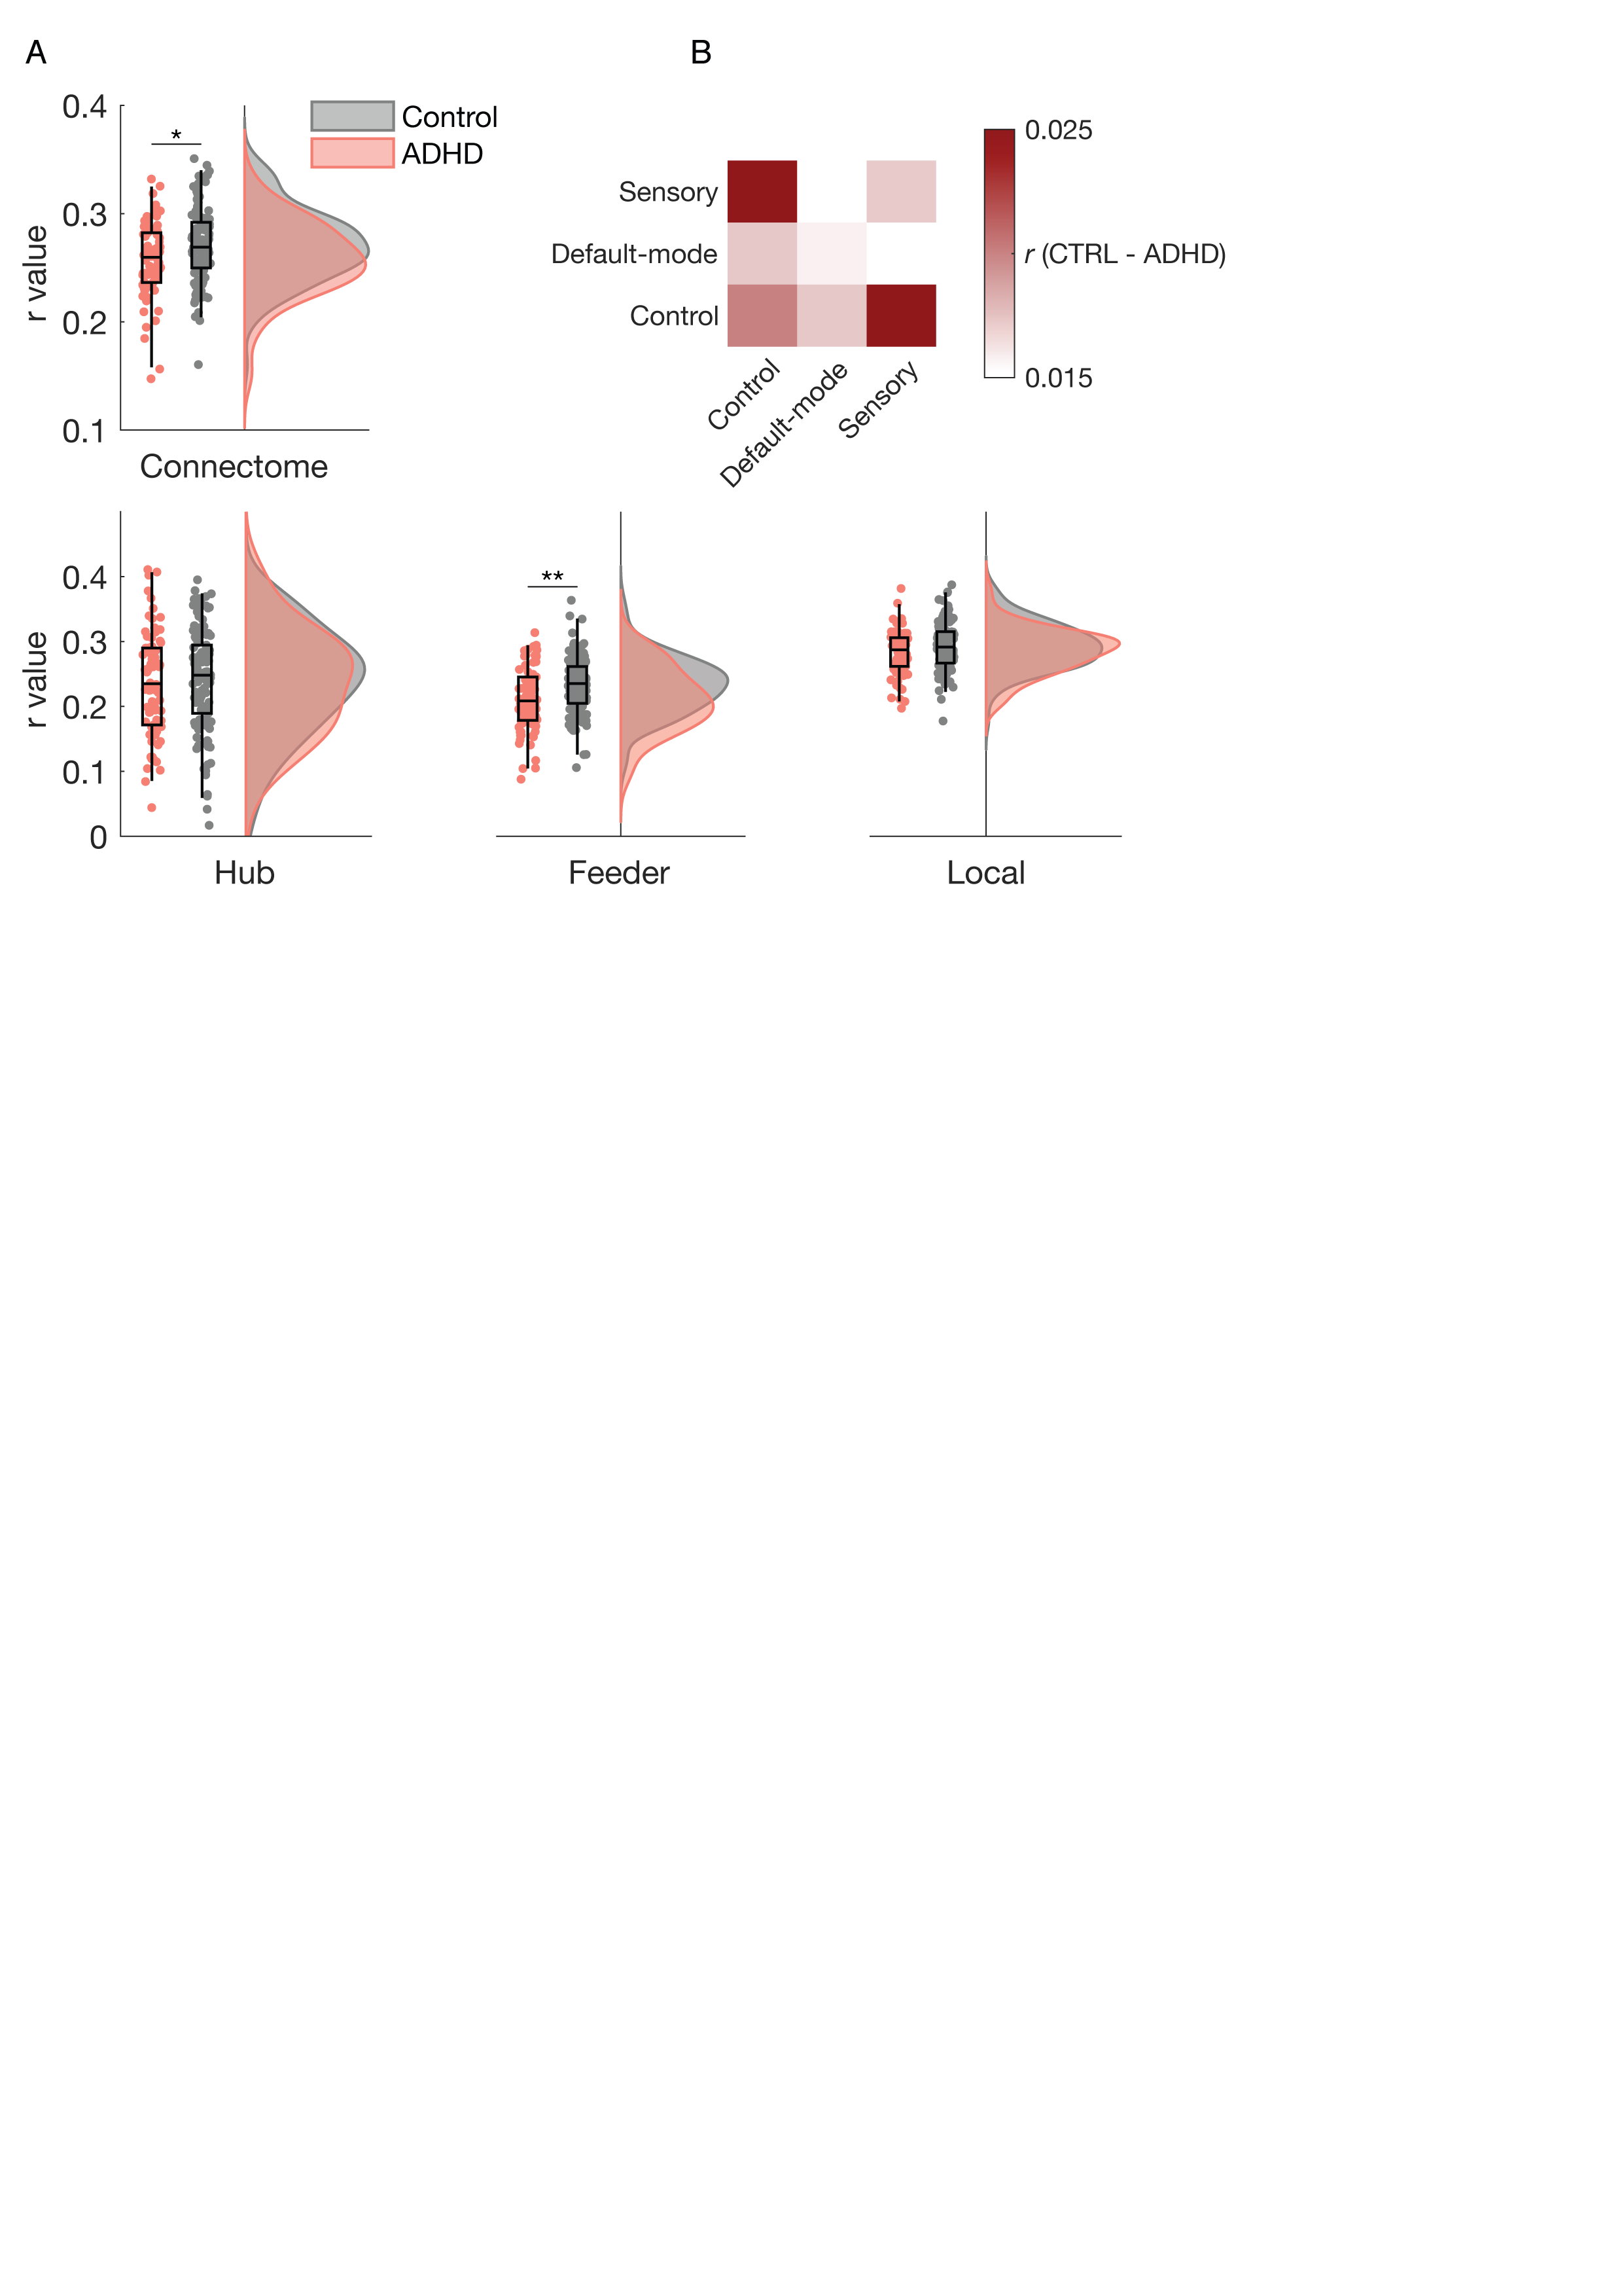 A
B
0.4
0.3
0.2
0.1
r value
*
Control
ADHD
Connectome
Sensory
Default-mode
Control
Control
Default-mode
Sensory
0.025
r (CTRL - ADHD)
0.015
0.4
0.3
0.2
0.1
0
r value
**
Hub
Feeder
Local